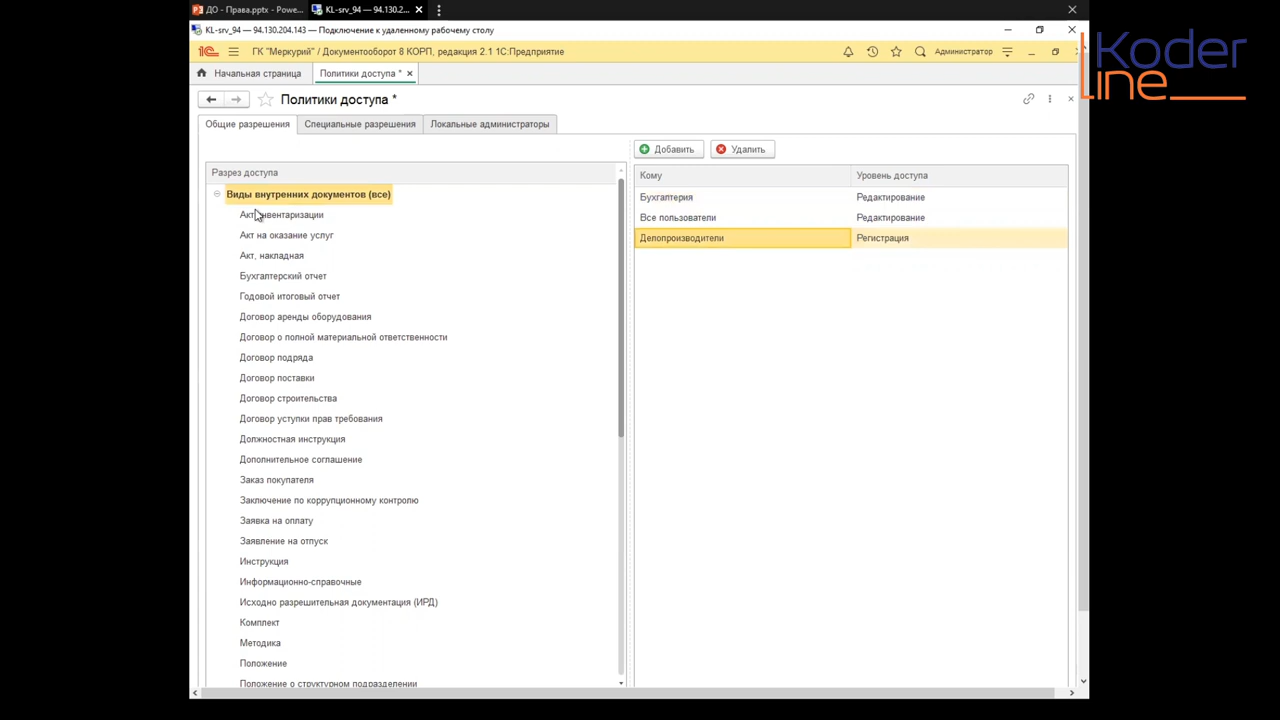 ДО - Права.pptx - Powe...
KL-srv_94 — 94.130.2...
KL-srv_94 — 94.130.204.143 — Подключение к удаленному рабочему столу
ГК "Меркурий" / Документооборот 8 КОРП, редакция 2.1 1С:Предприятие
Администратор
Koder
line
Начальная страница
Политики доступа *
Политики доступа *
Общие разрешения
Специальные разрешения
Локальные администраторы
Добавить
Удалить
Разрез доступа
Кому
Уровень доступа
Виды внутренних документов (все)
Бухгалтерия
Редактирование
Акт инвентаризации
Все пользователи
Редактирование
Акт на оказание услуг
Делопроизводители
Регистрация
Акт, накладная
Бухгалтерский отчет
Годовой итоговый отчет
Договор аренды оборудования
Договор о полной материальной ответственности
Договор подряда
Договор поставки
Договор строительства
Договор уступки прав требования
Должностная инструкция
Дополнительное соглашение
Заказ покупателя
Заключение по коррупционному контролю
Заявка на оплату
Заявление на отпуск
Инструкция
Информационно-справочные
Исходно разрешительная документация (ИРД)
Комплект
Методика
Положение
Положение о структурном подразделении